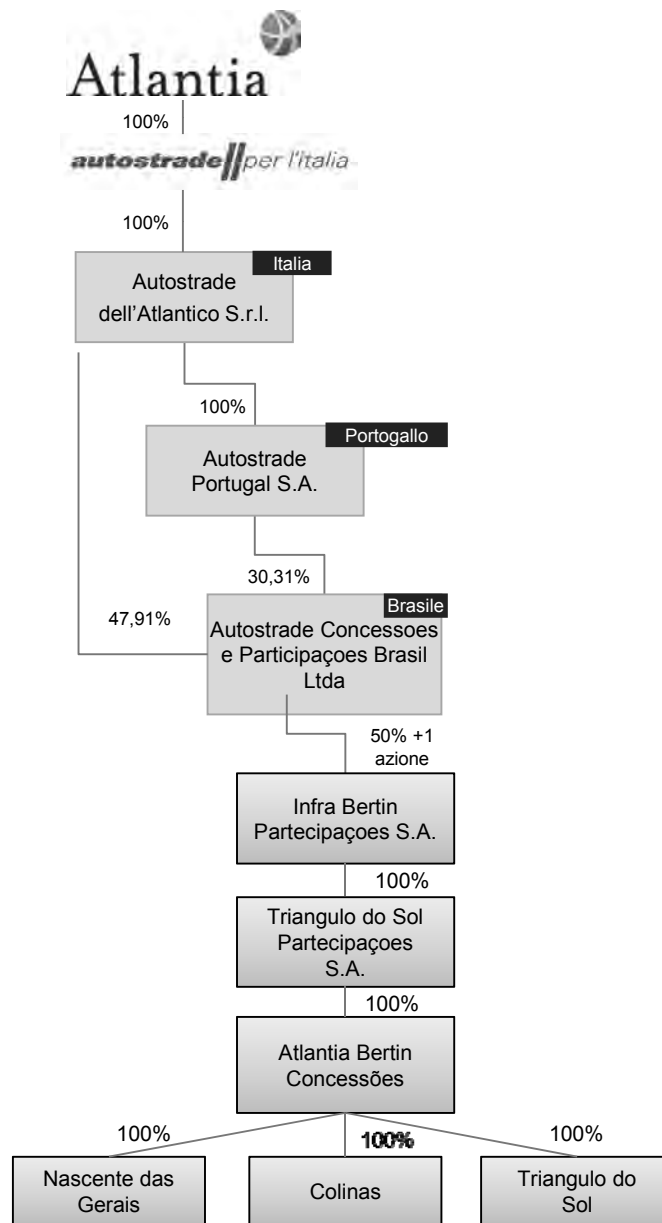 Atlantia
100%
autostrade//per l'italia
100%
Italia
Autostrade
dell'Atlantico S.r.l.
100%
Portogallo
Autostrade
Portugal S.A.
30,31%
47,91%
Brasile
Autostrade Concessoes
e Participaçoes Brasil
Ltda
50% +1
azione
Infra Bertin
Partecipaçoes S.A.
100%
Triangulo do Sol
Partecipaçoes
S.A.
100%
Atlantia Bertin
Concessões
100%
100%
100%
Nascente das
Gerais
Colinas
Triangulo do
Sol